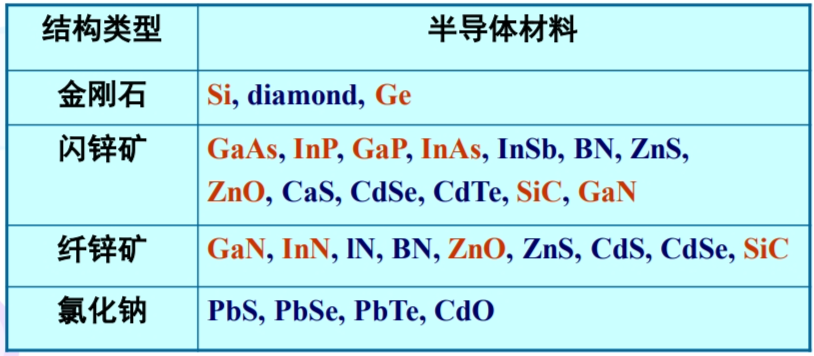 结构类型 半导体材料
金刚石 Si, diamond, Ge
闪锌矿 GaAs, InP, GaP, InAs, InSb, BN, ZnS,
ZnO, CaS, CdSe, CdTe, SiC, GaN
纤锌矿 GaN, InN, lN, BN, ZnO, ZnS, CdS, CdSe, SiC
氯化钠 PbS, PbSe, PbTe, CdO